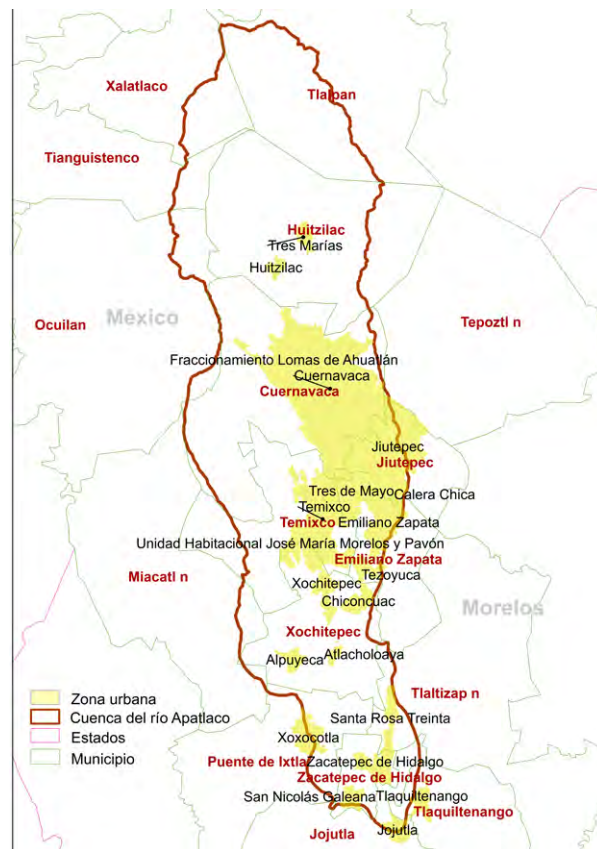 Xalatlaco
Tlalpan
Tianguistenco
Huitzilac
Tres Marías
Huitzilac
Ocuilan
México
Tepoztl n
Fraccionamiento Lomas de Ahuatlán
Cuernavaca
Cuernavaca
Jiutepec
Jiutepec
Tres de Mayo
Calera Chica
Temixco
Temixco
Emiliano Zapata
Unidad Habitacional José María Morelos y Pavón
Emiliano Zapata
Miacatl n
Tezoyuca
Xochitepec
Chiconcuac
Morelos
Xochitepec
Alpuyeca
Atlacholoaya
Tlaltizap n
Zona urbana
Cuenca del río Apatlaco
Estados
Municipio
Santa Rosa Treinta
Xoxocotla
Puente de Ixtla
Zacatepec de Hidalgo
Zacatepec de Hidalgo
San Nicolás Galeana
Tlaquiltenango
Tlaquiltenango
Jojutla
Jojutla